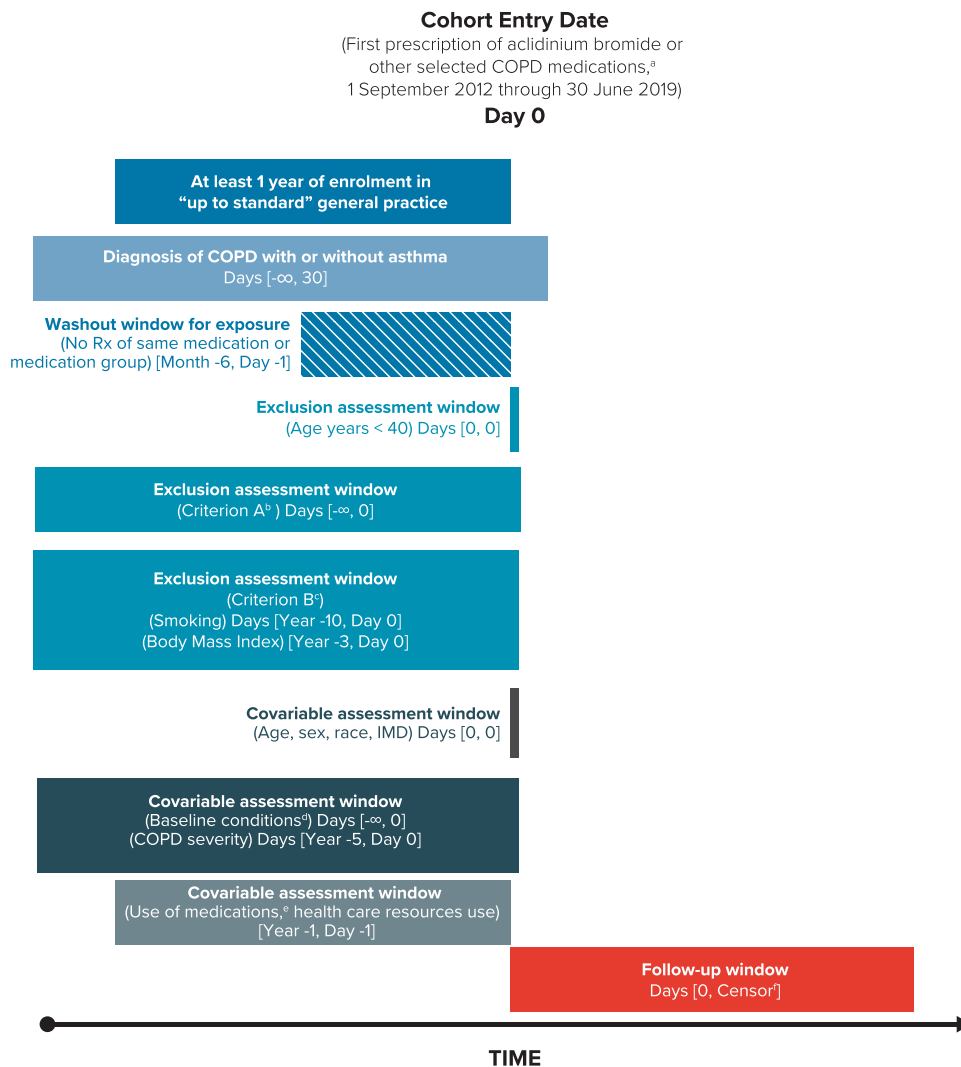 Cohort Entry Date
(First prescription of aclidinium bromide or
other selected COPD medications,ᵃ
1 September 2012 through 30 June 2019)
Day 0
At least 1 year of enrolment in
“up to standard” general practice
Diagnosis of COPD with or without asthma
Days [-∞, 30]
Washout window for exposure
(No Rx of same medication or
medication group) [Month -6, Day -1]
Exclusion assessment window
(Age years < 40) Days [0, 0]
Exclusion assessment window
(Criterion Aᵇ ) Days [-∞, 0]
Exclusion assessment window
(Criterion Bᶜ)
(Smoking) Days [Year -10, Day 0]
(Body Mass Index) [Year -3, Day 0]
Covariable assessment window
(Age, sex, race, IMD) Days [0, 0]
Covariable assessment window
(Baseline conditionsᵈ) Days [-∞, 0]
(COPD severity) Days [Year -5, Day 0]
Covariable assessment window
(Use of medications,ᵉ health care resources use)
[Year -1, Day -1]
Follow-up window
Days [0, Censorᶠ]
TIME